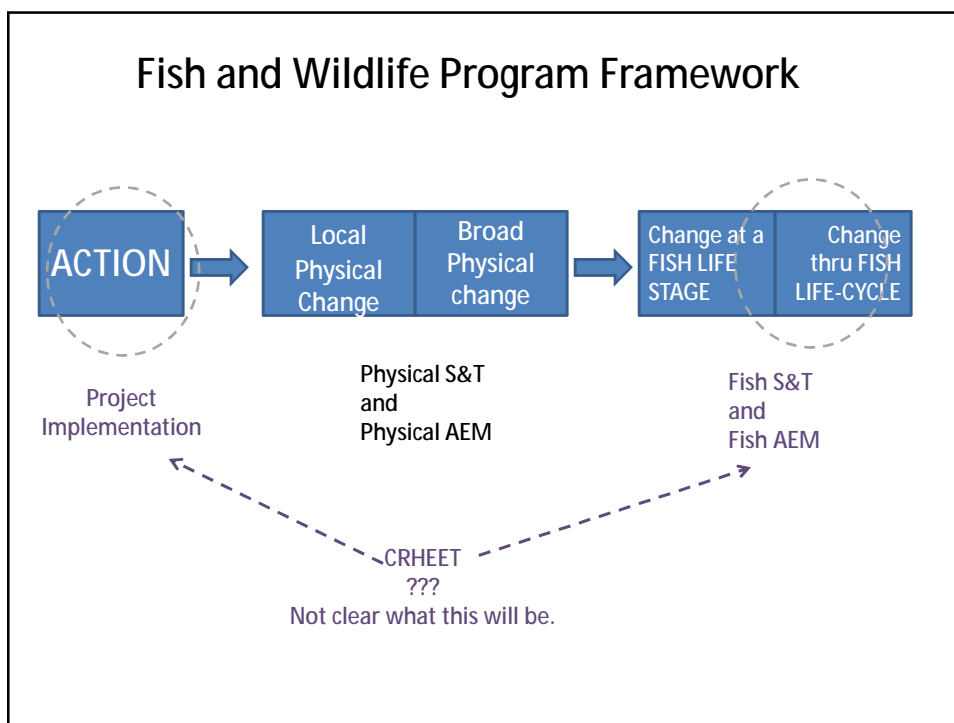 Fish and Wildlife Program Framework
ACTION
Local
Physical
Change
Broad
Physical
change
Change at a
FISH LIFE
STAGE
Change
thru FISH
LIFE-CYCLE
Project
Implementation
Physical S&T
and
Physical AEM
Fish S&T
and
Fish AEM
CRHEET
???
Not clear what this will be.